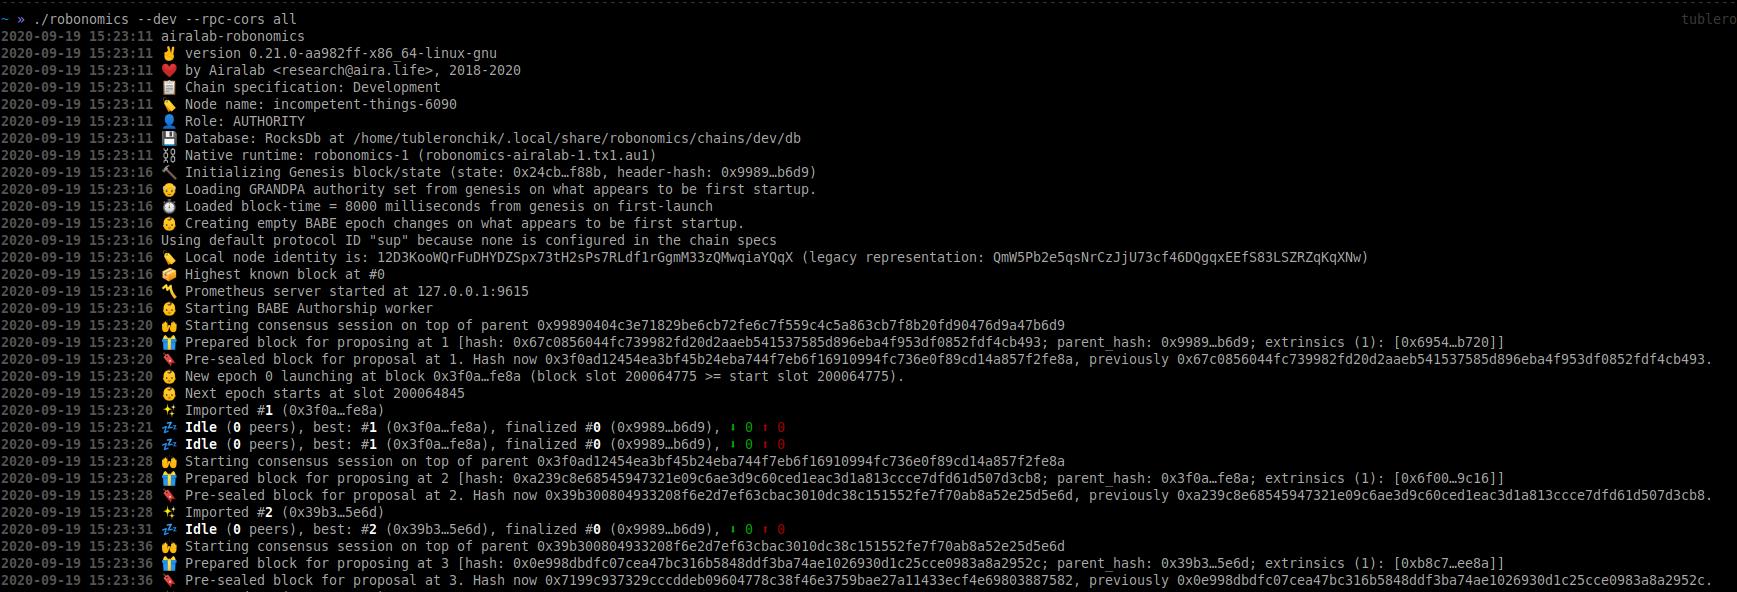 ~ » ./robonomics --dev --rpc-cors all tublero
2020-09-19 15:23:11 airalab-robonomics
2020-09-19 15:23:11 ✌️ version 0.21.0-aa982ff-x86_64-linux-gnu
2020-09-19 15:23:11 ❤️ by Airalab <research@aira.life>, 2018-2020
2020-09-19 15:23:11 📋 Chain specification: Development
2020-09-19 15:23:11 🏷 Node name: incompetent-things-6090
2020-09-19 15:23:11 👤 Role: AUTHORITY
2020-09-19 15:23:11 💾 Database: RocksDb at /home/tubleronchik/.local/share/robonomics/chains/dev/db
2020-09-19 15:23:11 ⛓ Native runtime: robonomics-1 (robonomics-airalab-1.tx1.au1)
2020-09-19 15:23:16 🔨 Initializing Genesis block/state (state: 0x24cb…f88b, header-hash: 0x9989…b6d9)
2020-09-19 15:23:16 👴 Loading GRANDPA authority set from genesis on what appears to be first startup.
2020-09-19 15:23:16 ⏱ Loaded block-time = 8000 milliseconds from genesis on first-launch
2020-09-19 15:23:16 👶 Creating empty BABE epoch changes on what appears to be first startup.
2020-09-19 15:23:16 Using default protocol ID "sup" because none is configured in the chain specs
2020-09-19 15:23:16 🏷 Local node identity is: 12D3KooWQrFuDHYDZSpx73tH2sPs7RLdf1rGgmM33zQMwqiaYQqX (legacy representation: QmW5Pb2e5qsNrCzJjU73cf46DQgqxEEfS83LSZRZqKqXNw)
2020-09-19 15:23:16 📦 Highest known block at #0
2020-09-19 15:23:16 〽️ Prometheus server started at 127.0.0.1:9615
2020-09-19 15:23:16 👶 Starting BABE Authorship worker
2020-09-19 15:23:20 🙌 Starting consensus session on top of parent 0x99890404c3e71829be6cb72fe6c7f559c4c5a863cb7f8b20fd90476d9a47b6d9
2020-09-19 15:23:20 🎁 Prepared block for proposing at 1 [hash: 0x67c0856044fc739982fd20d2aaeb541537585d896eba4f953df0852fdf4cb493; parent_hash: 0x9989…b6d9; extrinsics (1): [0x6954…b720]]
2020-09-19 15:23:20 🔖 Pre-sealed block for proposal at 1. Hash now 0x3f0ad12454ea3bf45b24eba744f7eb6f16910994fc736e0f89cd14a857f2fe8a, previously 0x67c0856044fc739982fd20d2aaeb541537585d896eba4f953df0852fdf4cb493.
2020-09-19 15:23:20 👶 New epoch 0 launching at block 0x3f0a…fe8a (block slot 200064775 >= start slot 200064775).
2020-09-19 15:23:20 👶 Next epoch starts at slot 200064845
2020-09-19 15:23:20 ✨ Imported #1 (0x3f0a…fe8a)
2020-09-19 15:23:21 💤 Idle (0 peers), best: #1 (0x3f0a…fe8a), finalized #0 (0x9989…b6d9), ⬇ 0 ⬆ 0
2020-09-19 15:23:26 💤 Idle (0 peers), best: #1 (0x3f0a…fe8a), finalized #0 (0x9989…b6d9), ⬇ 0 ⬆ 0
2020-09-19 15:23:28 🙌 Starting consensus session on top of parent 0x3f0ad12454ea3bf45b24eba744f7eb6f16910994fc736e0f89cd14a857f2fe8a
2020-09-19 15:23:28 🎁 Prepared block for proposing at 2 [hash: 0xa239c8e68545947321e09c6ae3d9c60ced1eac3d1a813ccce7dfd61d507d3cb8; parent_hash: 0x3f0a…fe8a; extrinsics (1): [0x6f00…9c16]]
2020-09-19 15:23:28 🔖 Pre-sealed block for proposal at 2. Hash now 0x39b300804933208f6e2d7ef63cbac3010dc38c151552fe7f70ab8a52e25d5e6d, previously 0xa239c8e68545947321e09c6ae3d9c60ced1eac3d1a813ccce7dfd61d507d3cb8.
2020-09-19 15:23:28 ✨ Imported #2 (0x39b3…5e6d)
2020-09-19 15:23:31 💤 Idle (0 peers), best: #2 (0x39b3…5e6d), finalized #0 (0x9989…b6d9), ⬇ 0 ⬆ 0
2020-09-19 15:23:36 🙌 Starting consensus session on top of parent 0x39b300804933208f6e2d7ef63cbac3010dc38c151552fe7f70ab8a52e25d5e6d
2020-09-19 15:23:36 🎁 Prepared block for proposing at 3 [hash: 0x0e998dbdfc07cea47bc316b5848ddf3ba74ae1026930d1c25cce0983a8a2952c; parent_hash: 0x39b3…5e6d; extrinsics (1): [0xb8c7…ee8a]]
2020-09-19 15:23:36 🔖 Pre-sealed block for proposal at 3. Hash now 0x7199c937329cccddeb09604778c38f46e3759bae27a11433ecf4e69803887582, previously 0x0e998dbdfc07cea47bc316b5848ddf3ba74ae1026930d1c25cce0983a8a2952c.